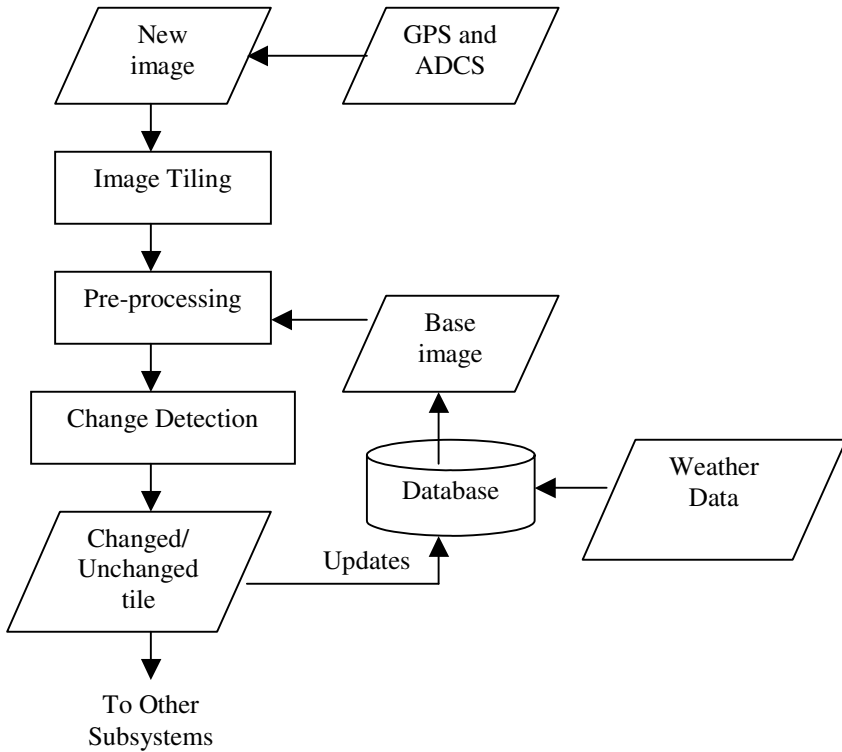 New
image
GPS and
ADCS
Image Tiling
Pre-processing
Base
image
Change Detection
Database
Weather
Data
Changed/
Unchanged
tile
Updates
To Other
Subsystems